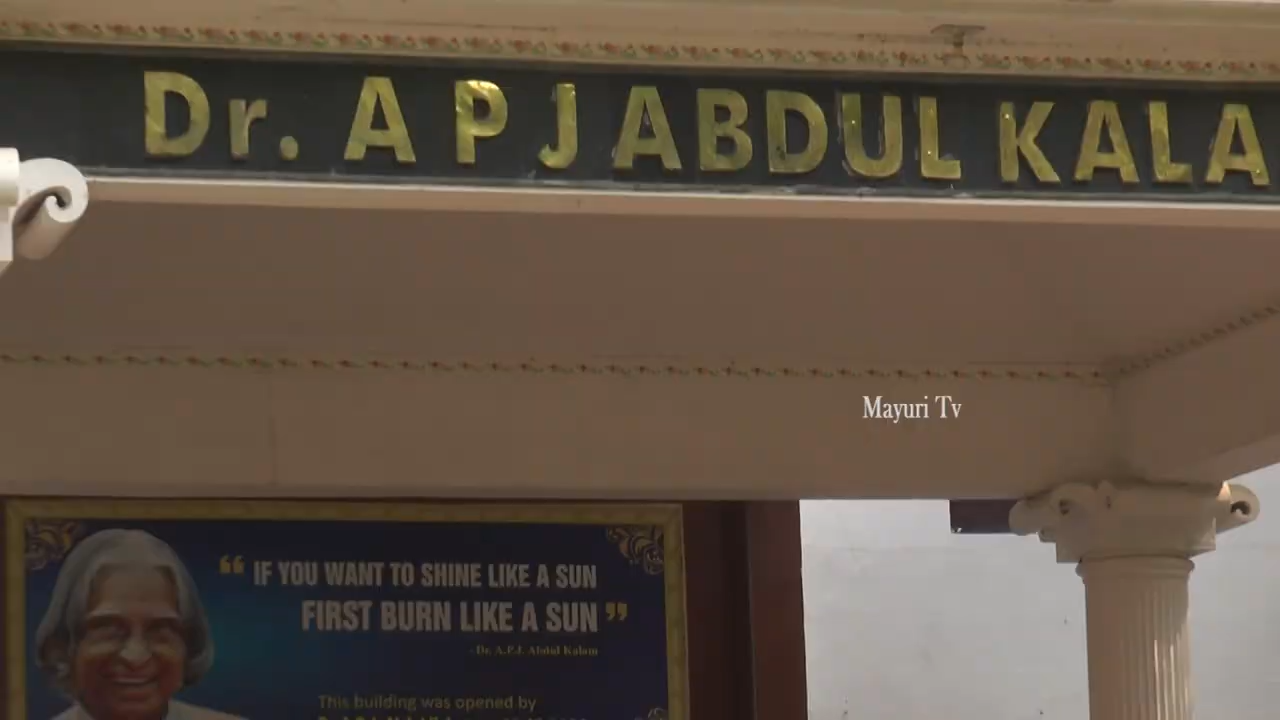 Dr. A P J ABDUL KALA
Mayuri Tv
“ IF YOU WANT TO SHINE LIKE A SUN
FIRST BURN LIKE A SUN ”
- Dr. A.P.J. Abdul Kalam
This building was opened by